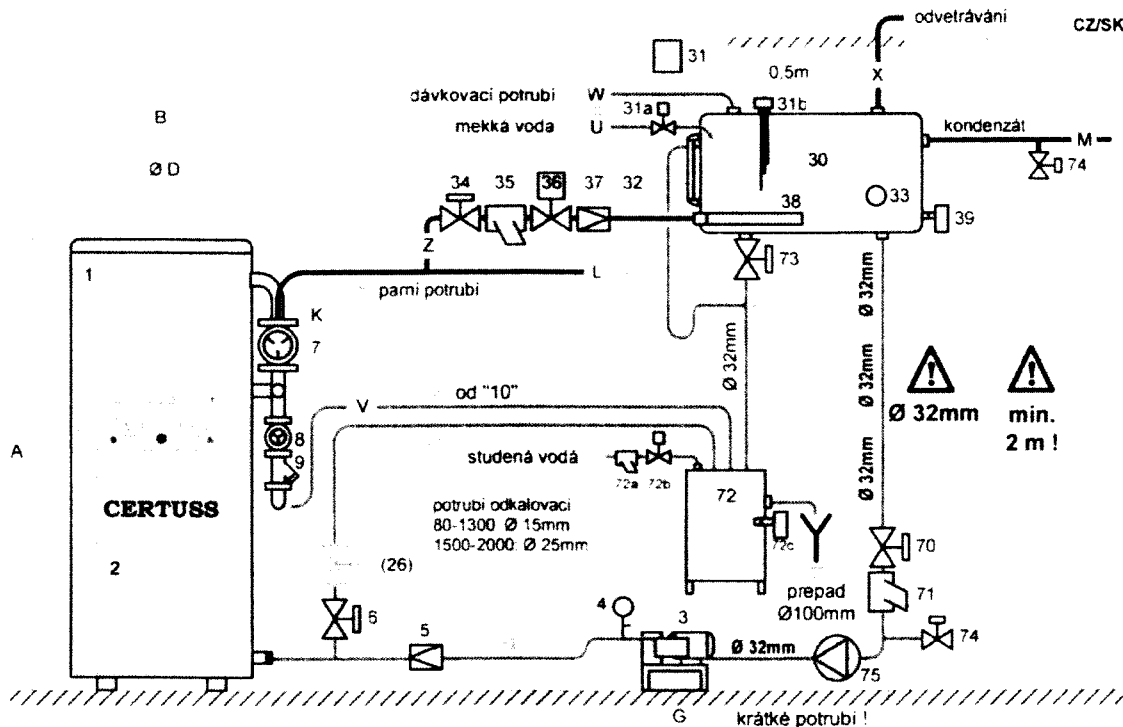 odvetrávání
CZ/SK
31
0,5m
X
dávkovací potrubí W
31a
31b
mekká voda U
kondenzát
M
B
30
74
Ø D
34 35 36 37 32
38
33
39
Z
73
1
L
parní potrubí
K
7
Ø 32mm
Ø 32mm
Ø 32mm
Ø 32mm
Ø 32mm
min.
2 m !
od "10"
V
A
8
9
studená vodá
72a 72b
72
72c
CERTUSS
potrubí odkalovací
80-1300: Ø 15mm
1500-2000: Ø 25mm
2
(26)
70
71
prepad
Ø100mm
6
4
3
5
74
Ø 32mm
75
G
krátké potrubí !